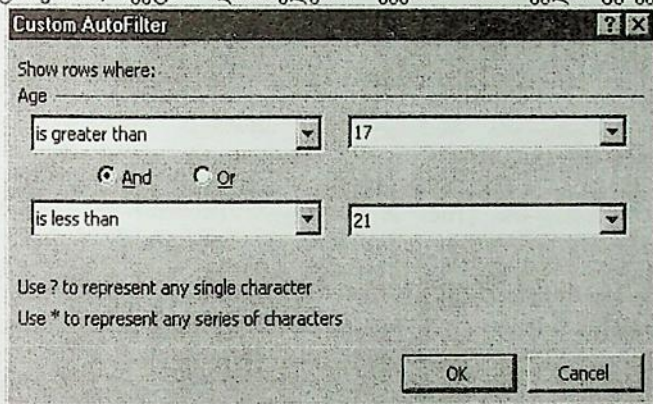 Custom AutoFilter
Show rows where:
Age
is greater than 17
And Or
is less than 21
Use ? to represent any single character
Use * to represent any series of characters
OK Cancel